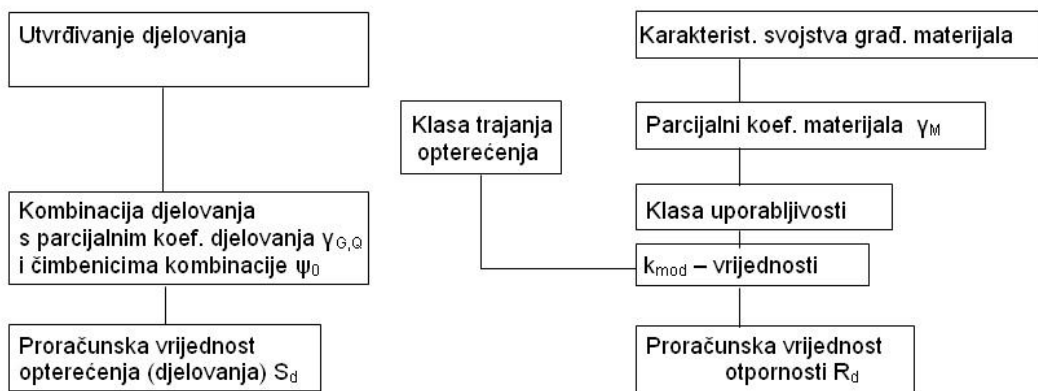 Utvrđivanje djelovanja
Kombinacija djelovanja
s parcijalnim koef. djelovanja γG,Q
i čimbenicima kombinacije ψ0
Proračunska vrijednost
opterećenja (djelovanja) Sd
Klasa trajanja
opterećenja
Karakterist. svojstva građ. materijala
Parcijalni koef. materijala γM
Klasa uporabljivosti
kmod – vrijednosti
Proračunska vrijednost
otpornosti Rd